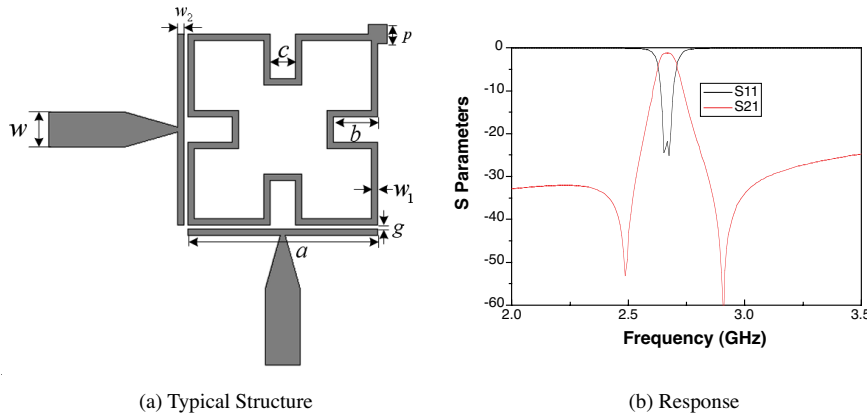 w2
p
c
w
b
w1
g
a
(a) Typical Structure
0
-10
-20
-30
-40
-50
-60
S Parameters
S11
S21
2.0 2.5 3.0 3.5
Frequency (GHz)
(b) Response